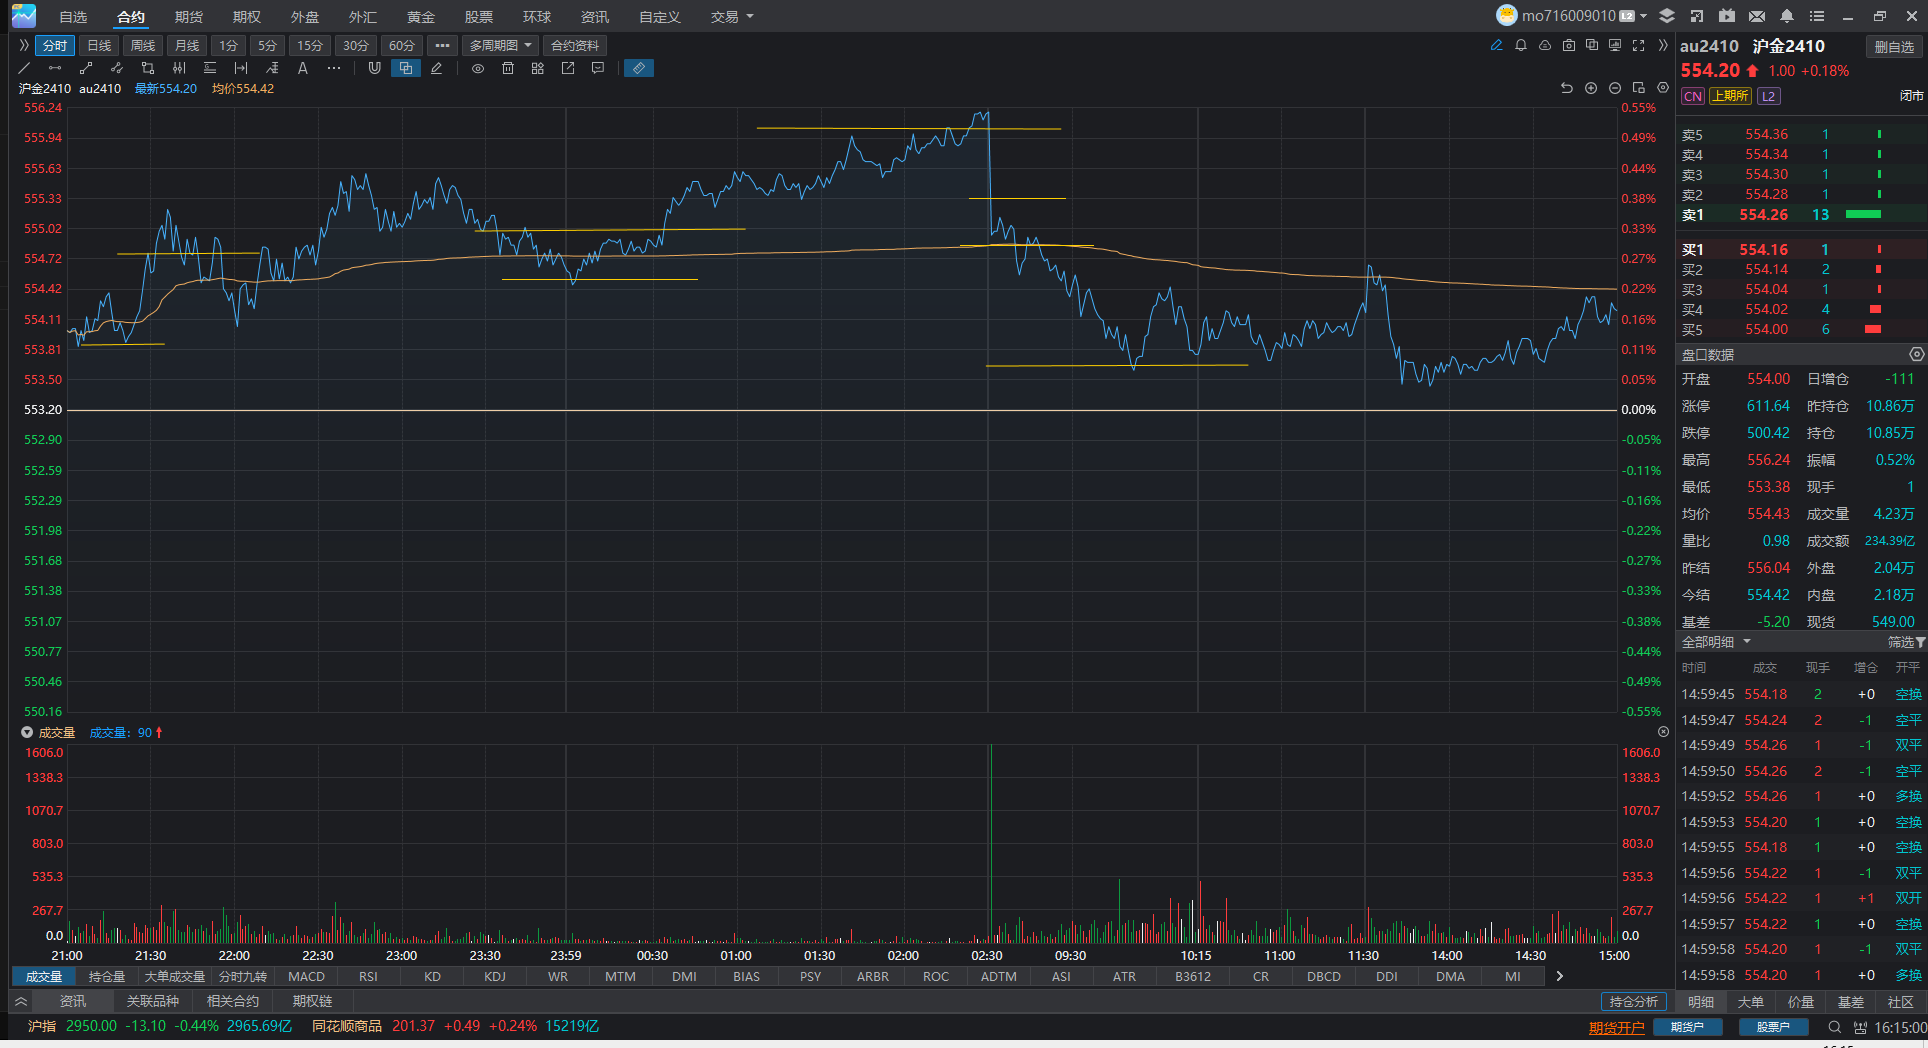 自选 合约 期货 期权 外盘 外汇 黄金 股票 环球 资讯 自定义 交易 mo716009010 L2
分时 日线 周线 月线 1分 5分 15分 30分 60分 ••• 多周期图 合约资料
沪金2410 au2410 最新554.20 均价554.42
556.24 0.55%
555.94 0.49%
555.63 0.44%
555.33 0.38%
555.02 0.33%
554.72 0.27%
554.42 0.22%
554.11 0.16%
553.81 0.11%
553.50 0.05%
553.20 0.00%
552.90 -0.05%
552.59 -0.11%
552.29 -0.16%
551.98 -0.22%
551.68 -0.27%
551.38 -0.33%
551.07 -0.38%
550.77 -0.44%
550.46 -0.49%
550.16 -0.55%
成交量 成交量: 90
1606.0 1606.0
1338.3 1338.3
1070.7 1070.7
803.0 803.0
535.3 535.3
267.7 267.7
0.0 0.0
21:00 21:30 22:00 22:30 23:00 23:30 23:59 00:30 01:00 01:30 02:00 02:30 09:30 10:15 11:00 11:30 14:00 14:30 15:00
成交量 持仓量 大单成交量 分时九转 MACD RSI KD KDJ WR MTM DMI BIAS PSY ARBR ROC ADTM ASI ATR B3612 CR DBCD DDI DMA MI
资讯 关联品种 相关合约 期权链 持仓分析
au2410 沪金2410 删自选
554.20 1.00 +0.18%
CN 上期所 L2 闭市
卖5 554.36 1
卖4 554.34 1
卖3 554.30 1
卖2 554.28 1
卖1 554.26 13
买1 554.16 1
买2 554.14 2
买3 554.04 1
买4 554.02 4
买5 554.00 6
盘口数据
开盘 554.00 日增仓 -111
涨停 611.64 昨持仓 10.86万
跌停 500.42 持仓 10.85万
最高 556.24 振幅 0.52%
最低 553.38 现手 1
均价 554.43 成交量 4.23万
量比 0.98 成交额 234.39亿
昨结 556.04 外盘 2.04万
今结 554.42 内盘 2.18万
基差 -5.20 现货 549.00
全部明细 筛选
时间 成交 现手 增仓 开平
14:59:45 554.18 2 +0 空换
14:59:47 554.24 2 -1 空平
14:59:49 554.26 1 -1 双平
14:59:50 554.26 2 -1 空平
14:59:52 554.26 1 +0 多换
14:59:53 554.20 1 +0 空换
14:59:55 554.18 1 +0 空换
14:59:56 554.22 1 -1 双平
14:59:56 554.22 1 +1 双开
14:59:57 554.22 1 +0 空换
14:59:58 554.20 1 -1 双平
14:59:58 554.20 1 +0 多换
明细 大单 价量 基差 社区
沪指 2950.00 -13.10 -0.44% 2965.69亿 同花顺商品 201.37 +0.49 +0.24% 15219亿 期货开户 期货户 股票户 16:15:00